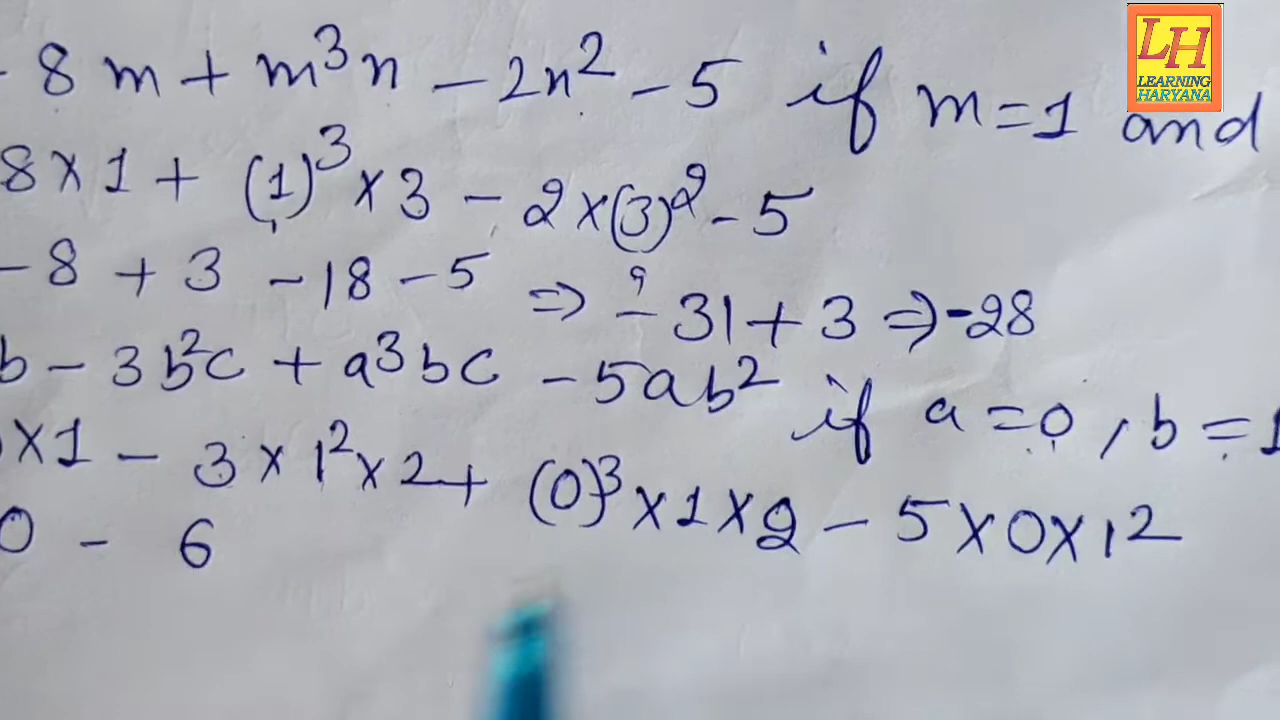 - 8m + m³n - 2n² - 5 if m=1 and
8×1 + (1)³×3 - 2×(3)² - 5
- 8 + 3 - 18 - 5 ⇒ - 31 + 3 ⇒ -28
b - 3b²c + a³bc - 5ab² if a=0, b=1
×1 - 3×1²×2 + (0)³×1×2 - 5×0×1²
0 - 6
LH
LEARNING
HARYANA